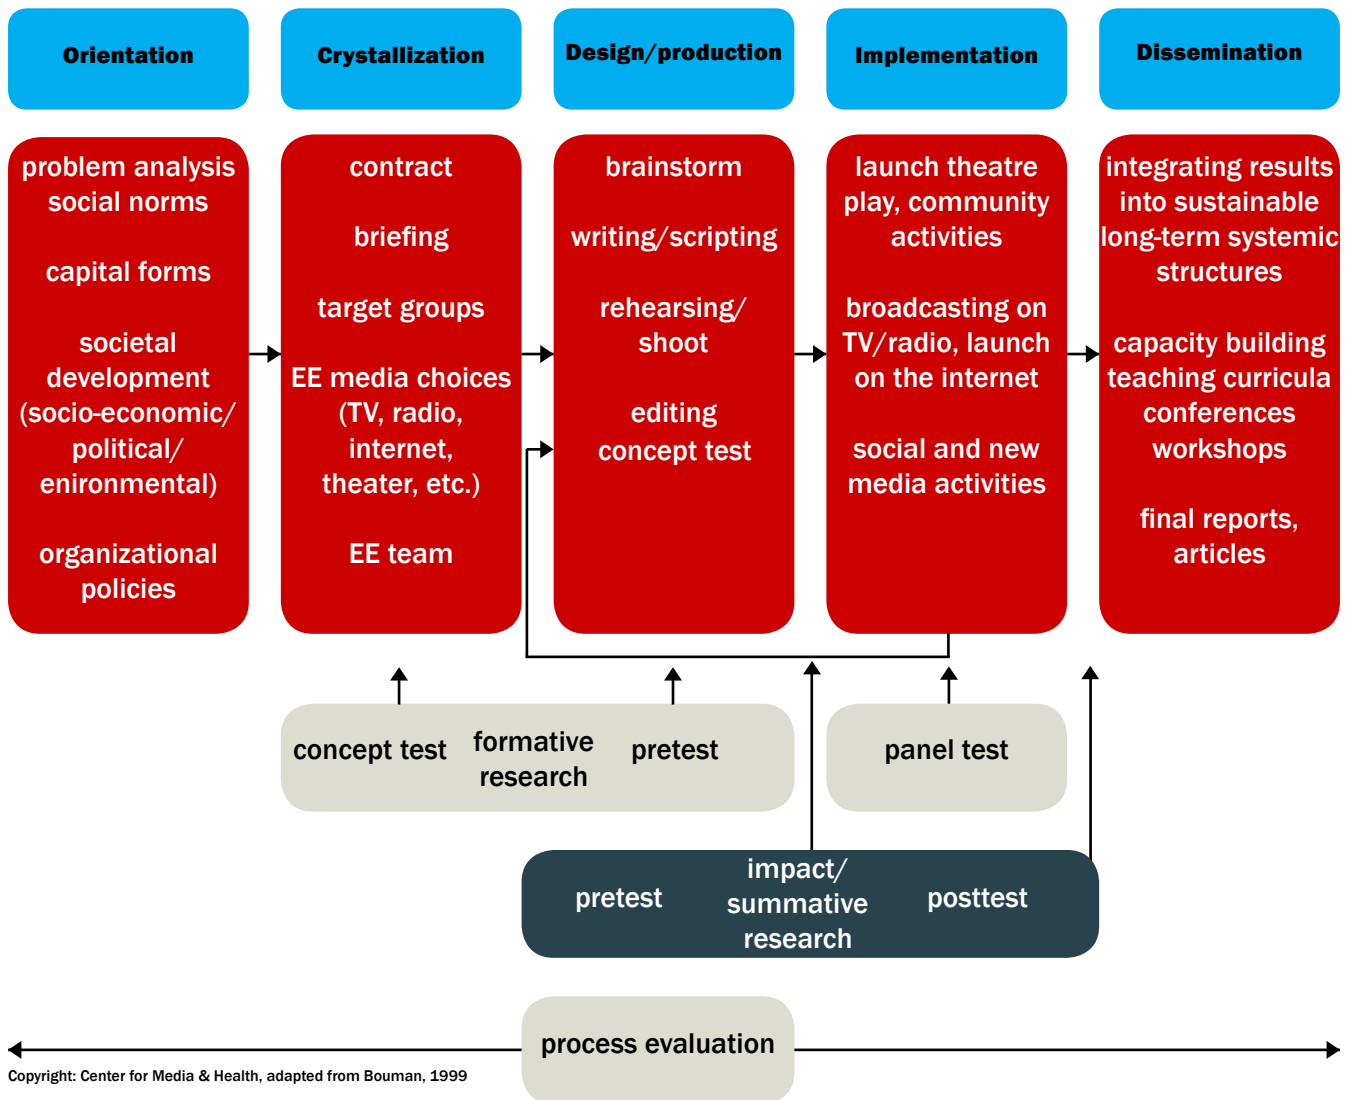 Orientation
Crystallization
Design/production
Implementation
Dissemination
problem analysis
social norms
capital forms
societal
development
(socio-economic/
political/
enironmental)
organizational
policies
contract
briefing
target groups
EE media choices
(TV, radio,
internet,
theater, etc.)
EE team
brainstorm
writing/scripting
rehearsing/
shoot
editing
concept test
launch theatre
play, community
activities
broadcasting on
TV/radio, launch
on the internet
social and new
media activities
integrating results
into sustainable
long-term systemic
structures
capacity building
teaching curricula
conferences
workshops
final reports,
articles
concept test
formative
research
pretest
panel test
pretest
impact/
summative
research
posttest
process evaluation
Copyright: Center for Media & Health, adapted from Bouman, 1999